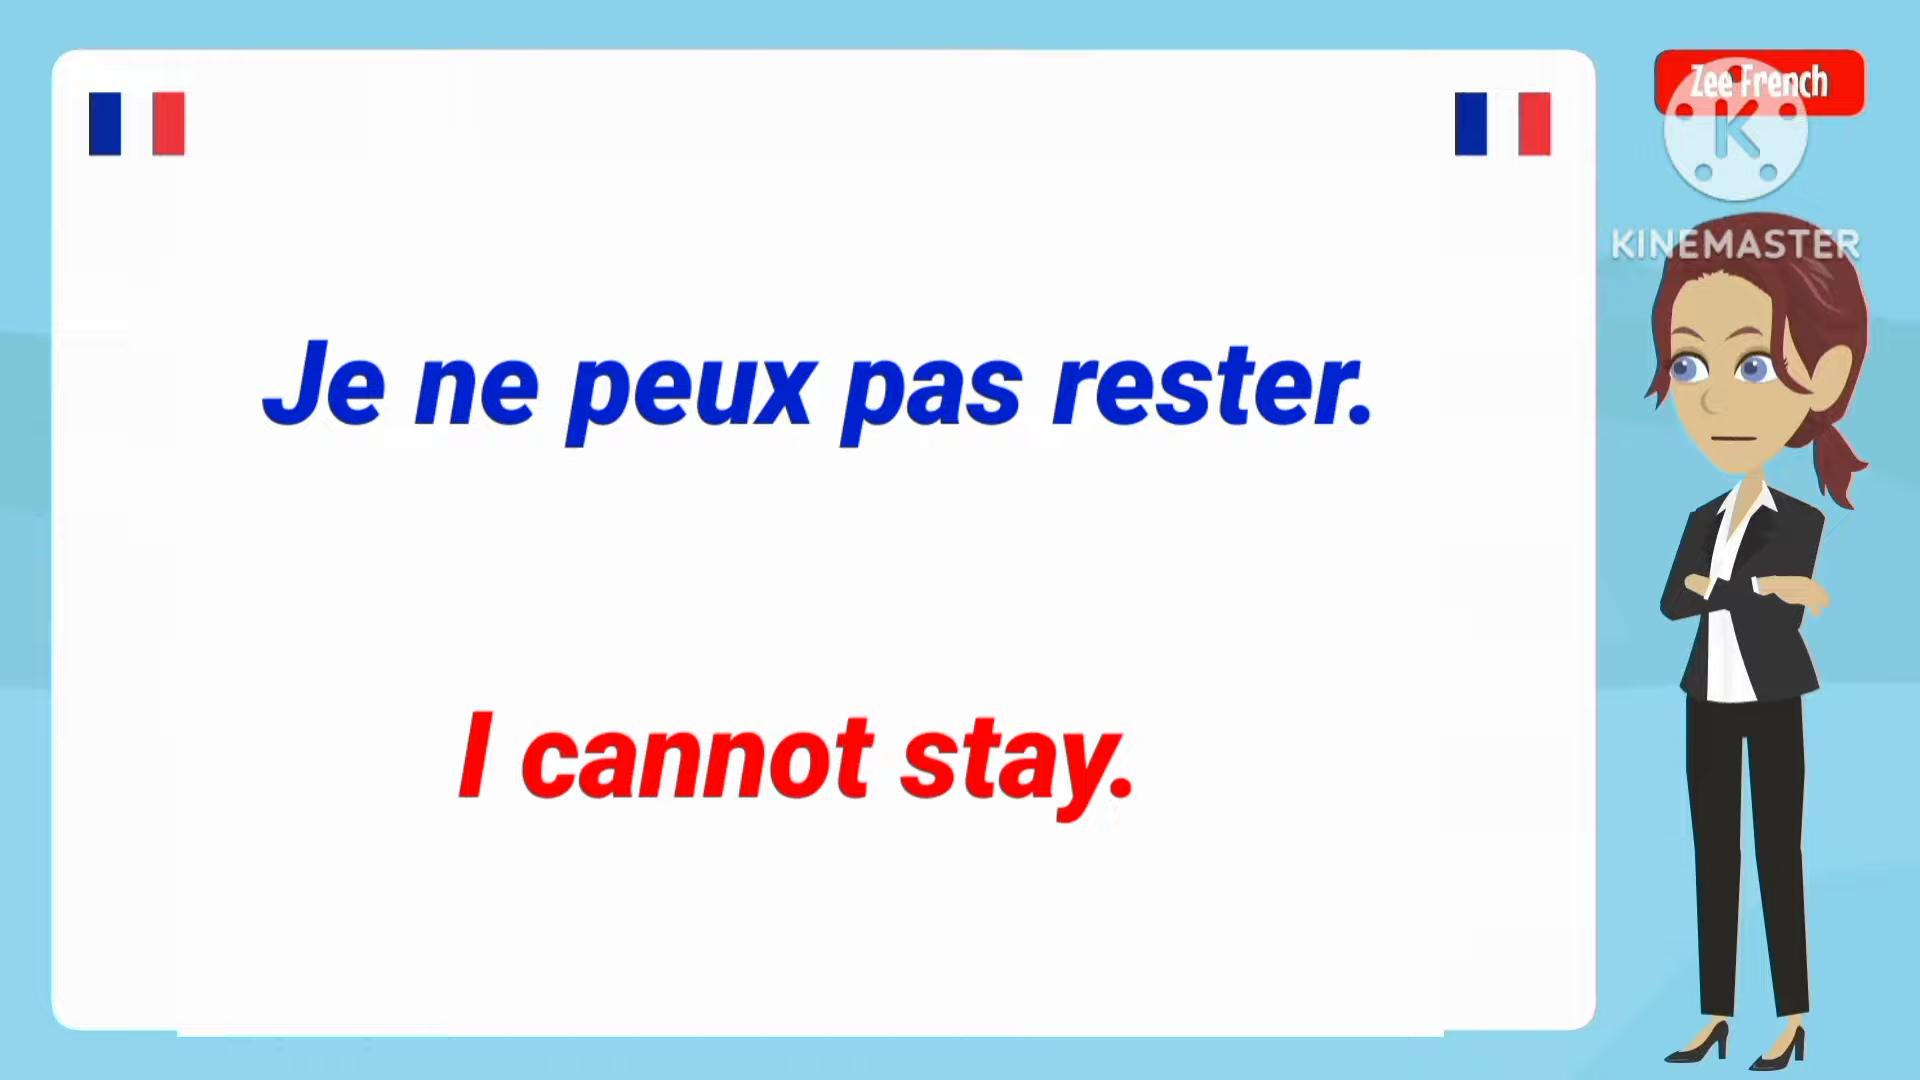 Zee French
K
KINEMASTER
Je ne peux pas rester.
I cannot stay.